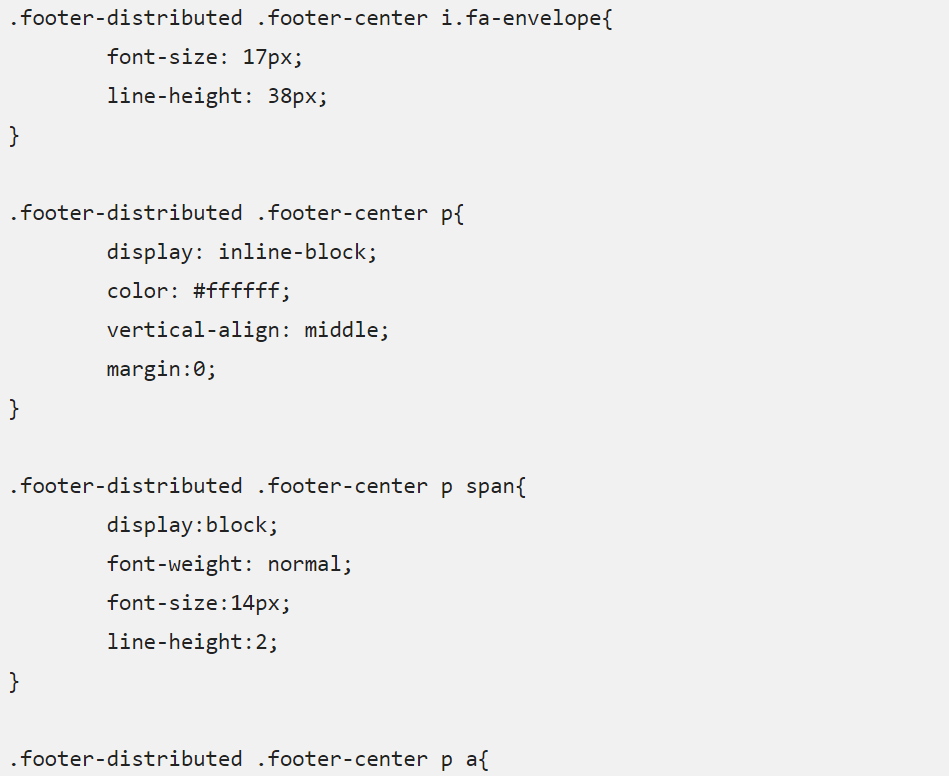 .footer-distributed .footer-center i.fa-envelope{
        font-size: 17px;
        line-height: 38px;
}

.footer-distributed .footer-center p{
        display: inline-block;
        color: #ffffff;
        vertical-align: middle;
        margin:0;
}

.footer-distributed .footer-center p span{
        display:block;
        font-weight: normal;
        font-size:14px;
        line-height:2;
}

.footer-distributed .footer-center p a{